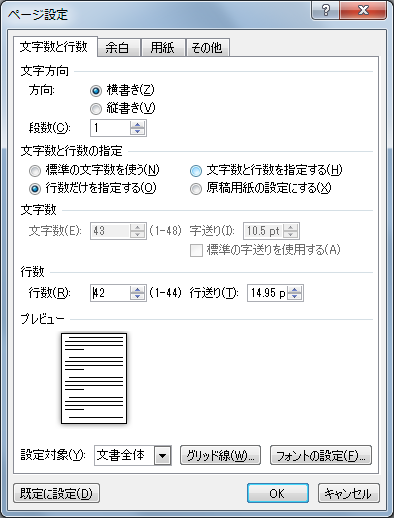 ページ設定
文字数と行数 余白 用紙 その他
文字方向
方向: 横書き(Z)
縦書き(V)
段数(C): 1
文字数と行数の指定
標準の文字数を使う(N) 文字数と行数を指定する(H)
行数だけを指定する(O) 原稿用紙の設定にする(X)
文字数
文字数(E): 43 (1-48) 字送り(I): 10.5 pt
標準の字送りを使用する(A)
行数
行数(R): 42 (1-44) 行送り(T): 14.95 p
プレビュー
設定対象(Y): 文書全体 グリッド線(W)... フォントの設定(F)...
既定に設定(D) OK キャンセル